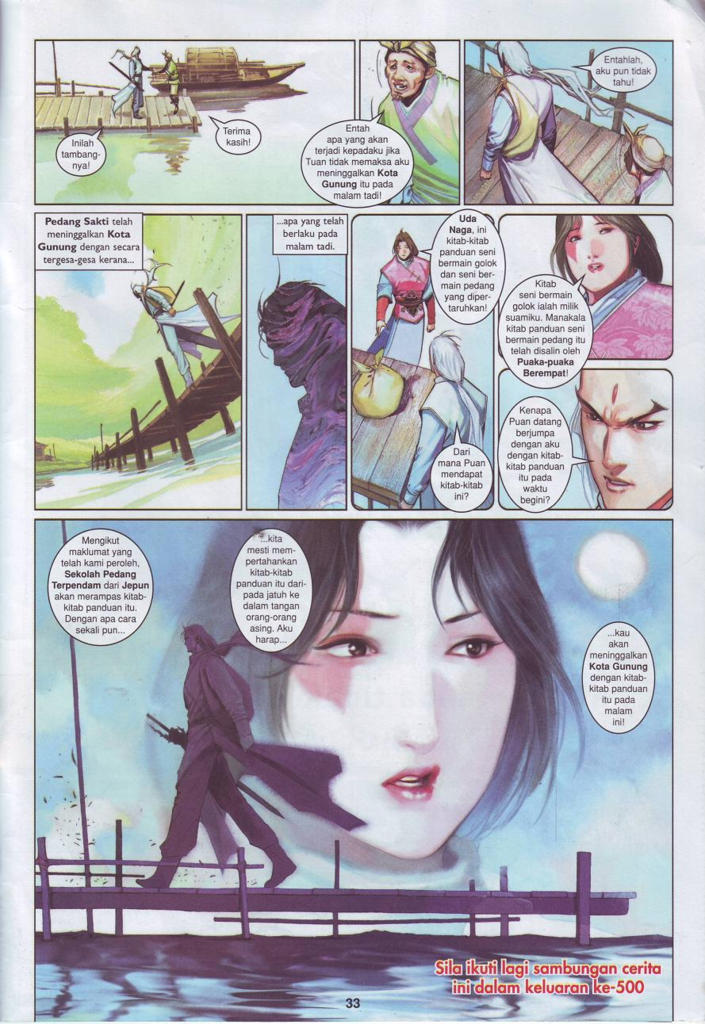 Inilah
tambang-
nya!
Terima
kasih!
Entah
apa yang akan
terjadi kepadaku jika
Tuan tidak memaksa aku
meninggalkan Kota
Gunung itu pada
malam tadi!
Entahlah,
aku pun tidak
tahu!
Pedang Sakti telah
meninggalkan Kota
Gunung dengan secara
tergesa-gesa kerana...
...apa yang telah
berlaku pada
malam tadi.
Uda
Naga, ini
kitab-kitab
panduan seni
bermain golok
dan seni ber-
main pedang
yang diper-
taruhkan!
Dari
mana Puan
mendapat
kitab-kitab
ini?
Kitab
seni bermain
golok ialah milik
suamiku. Manakala
kitab panduan seni
bermain pedang itu
telah disalin oleh
Puaka-puaka
Berempat!
Kenapa
Puan datang
berjumpa
dengan aku
dengan kitab-
kitab panduan
itu pada
waktu
begini?
Mengikut
maklumat yang
telah kami peroleh,
Sekolah Pedang
Terpendam dari Jepun
akan merampas kitab-
kitab panduan itu.
Dengan apa cara
sekali pun...
...kita
mesti mem-
pertahankan
kitab-kitab
panduan itu dari-
pada jatuh ke
dalam tangan
orang-orang
asing. Aku
harap...
...kau
akan
meninggalkan
Kota Gunung
dengan kitab-
kitab panduan
itu pada
malam
ini!
Sila ikuti lagi sambungan cerita
ini dalam keluaran ke-500
33